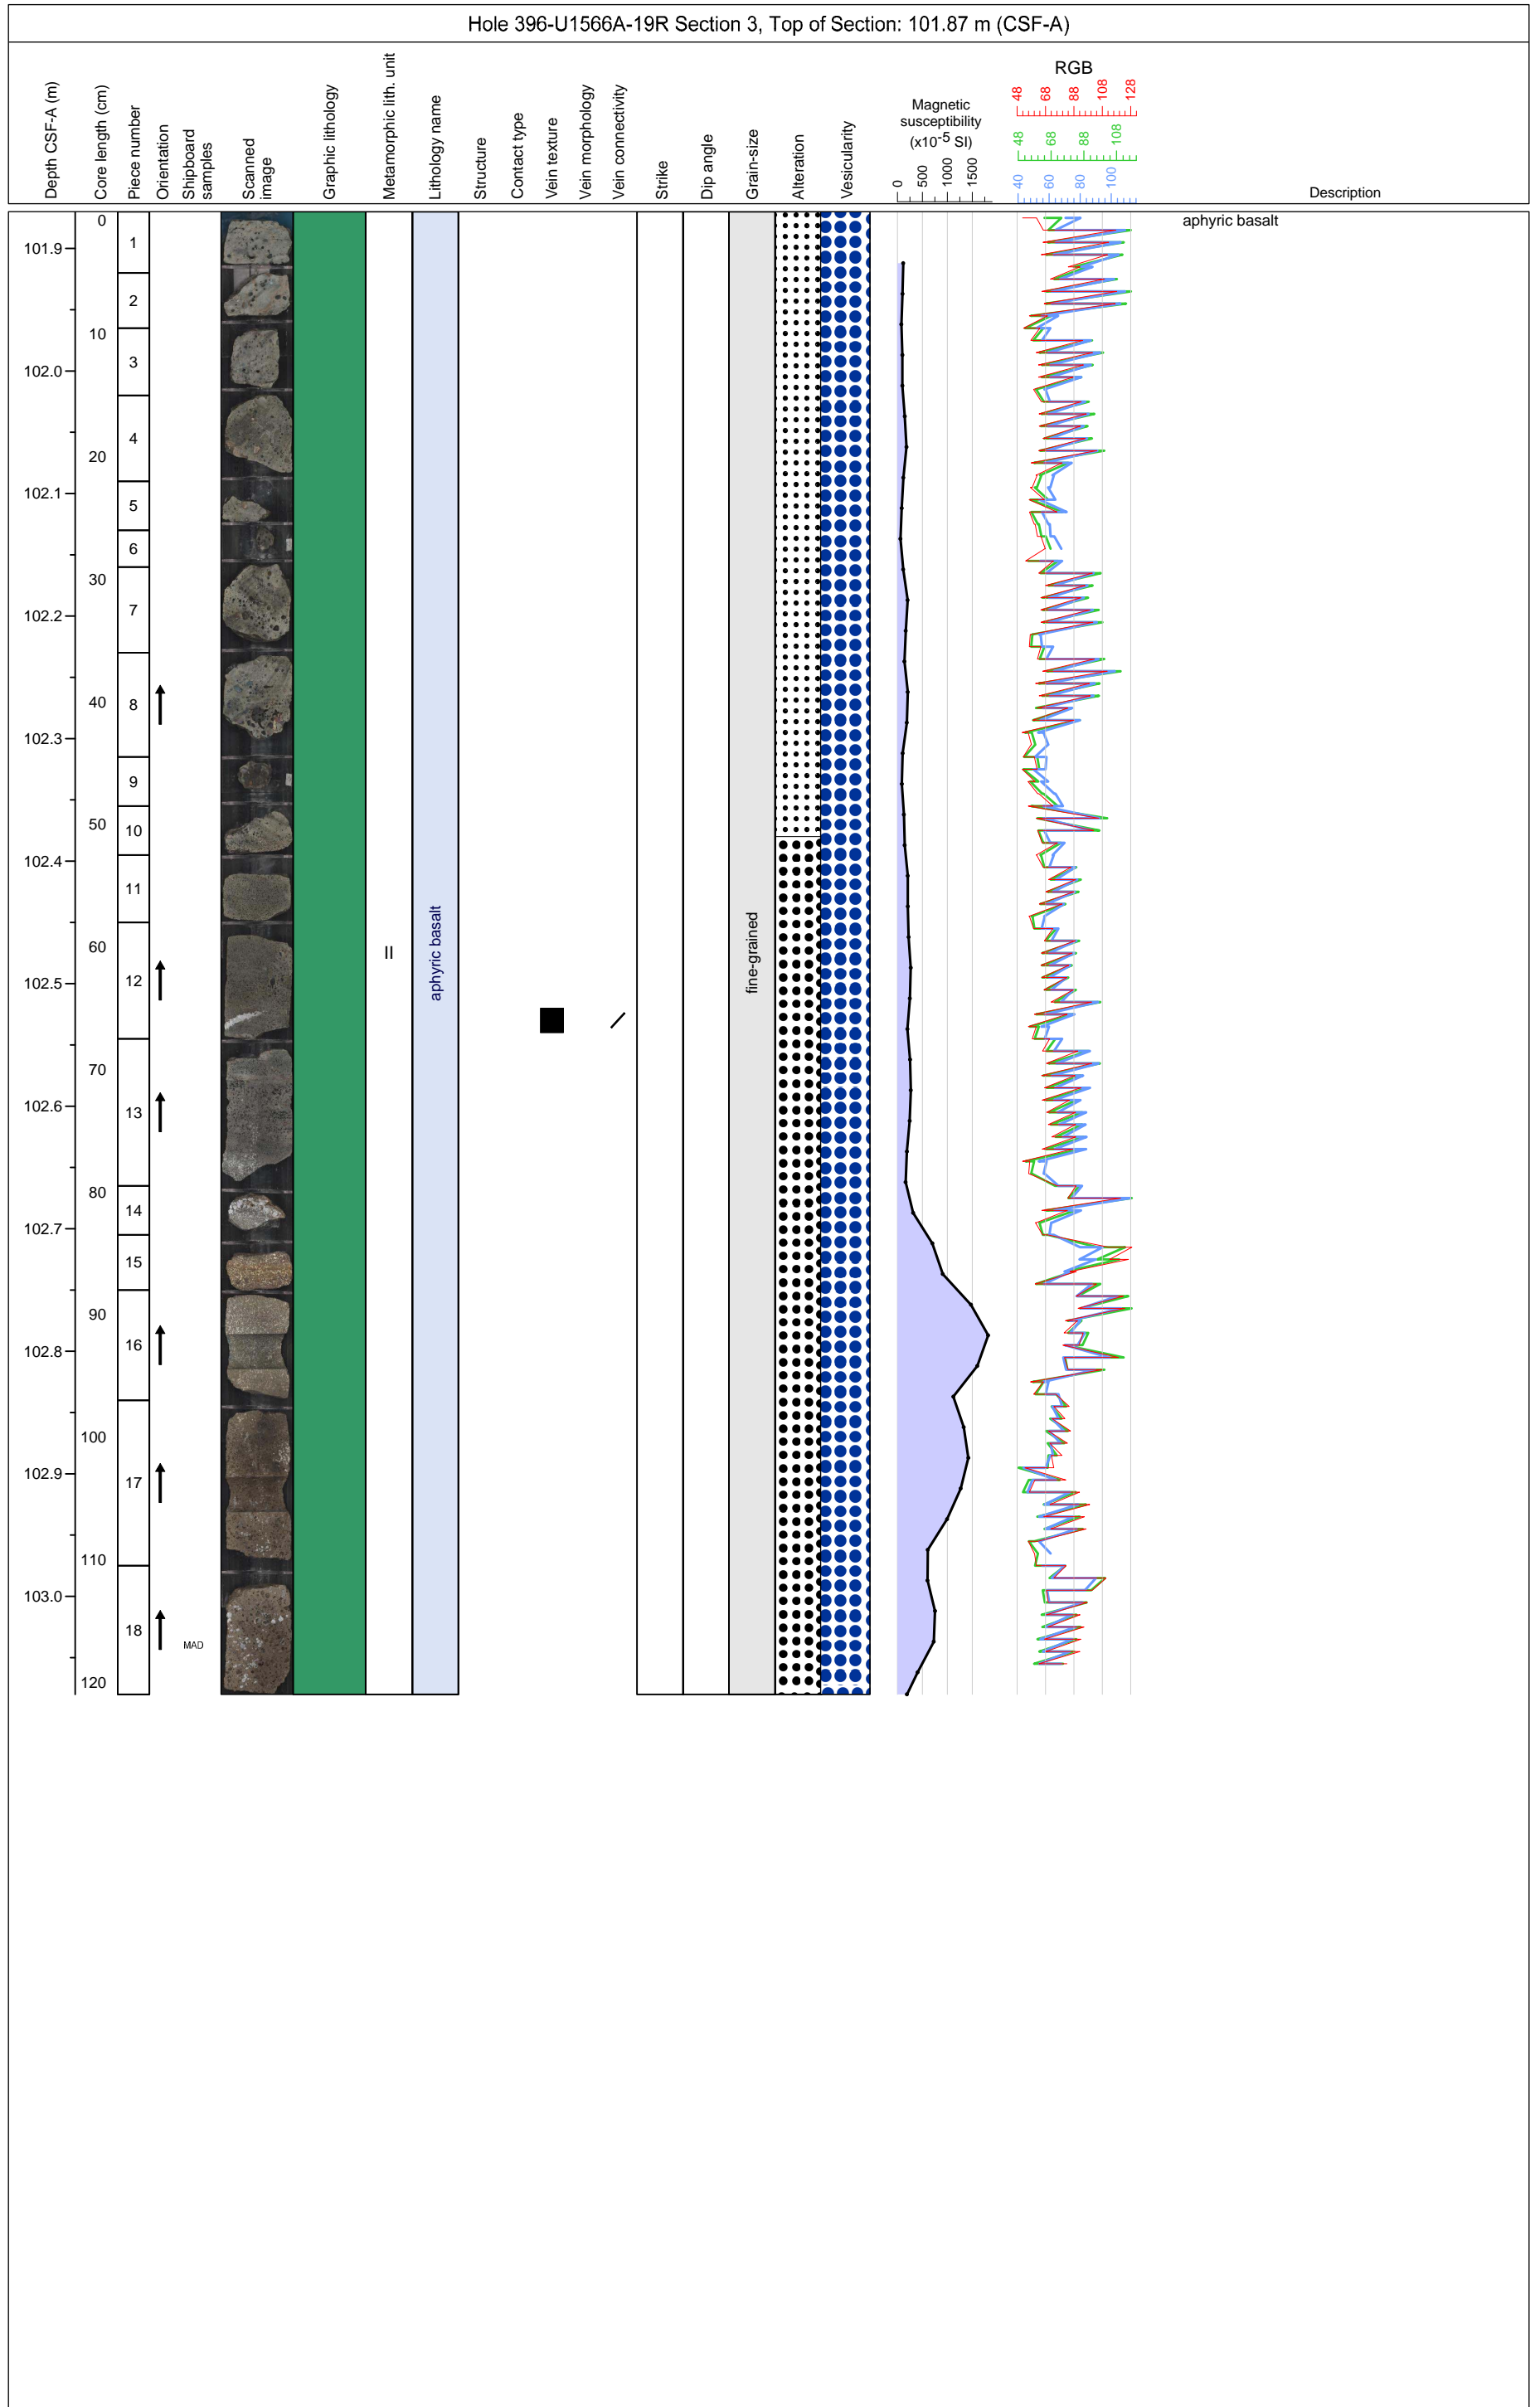 Hole 396-U1566A-19R Section 3, Top of Section: 101.87 m (CSF-A)
Depth CSF-A (m)
Core length (cm)
Piece number
Orientation
Shipboard
samples
Scanned
image
Graphic lithology
Metamorphic lith. unit
Lithology name
Structure
Contact type
Vein texture
Vein morphology
Vein connectivity
Strike
Dip angle
Grain-size
Alteration
Vesicularity
Magnetic
susceptibility
(x10-5 SI)
0 500 1000 1500
RGB
48 68 88 108 128
48 68 88 108
40 60 80 100
Description
aphyric basalt
101.9
102.0
102.1
102.2
102.3
102.4
102.5
102.6
102.7
102.8
102.9
103.0
0
10
20
30
40
50
60
70
80
90
100
110
120
1
2
3
4
5
6
7
8
9
10
11
12
13
14
15
16
17
18
MAD
II
aphyric basalt
fine-grained